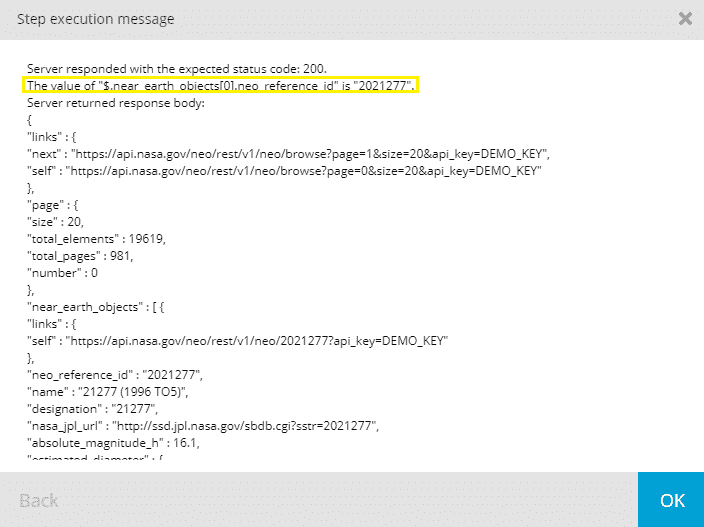 Step execution message
Server responded with the expected status code: 200.
The value of "$.near_earth_objects[0].neo_reference_id" is "2021277".
Server returned response body:
{
"links" : {
"next" : "https://api.nasa.gov/neo/rest/v1/neo/browse?page=1&size=20&api_key=DEMO_KEY",
"self" : "https://api.nasa.gov/neo/rest/v1/neo/browse?page=0&size=20&api_key=DEMO_KEY"
},
"page" : {
"size" : 20,
"total_elements" : 19619,
"total_pages" : 981,
"number" : 0
},
"near_earth_objects" : [ {
"links" : {
"self" : "https://api.nasa.gov/neo/rest/v1/neo/2021277?api_key=DEMO_KEY"
},
"neo_reference_id" : "2021277",
"name" : "21277 (1996 TO5)",
"designation" : "21277",
"nasa_jpl_url" : "http://ssd.jpl.nasa.gov/sbdb.cgi?sstr=2021277",
"absolute_magnitude_h" : 16.1,
"estimated_diameter" : {
Back
OK